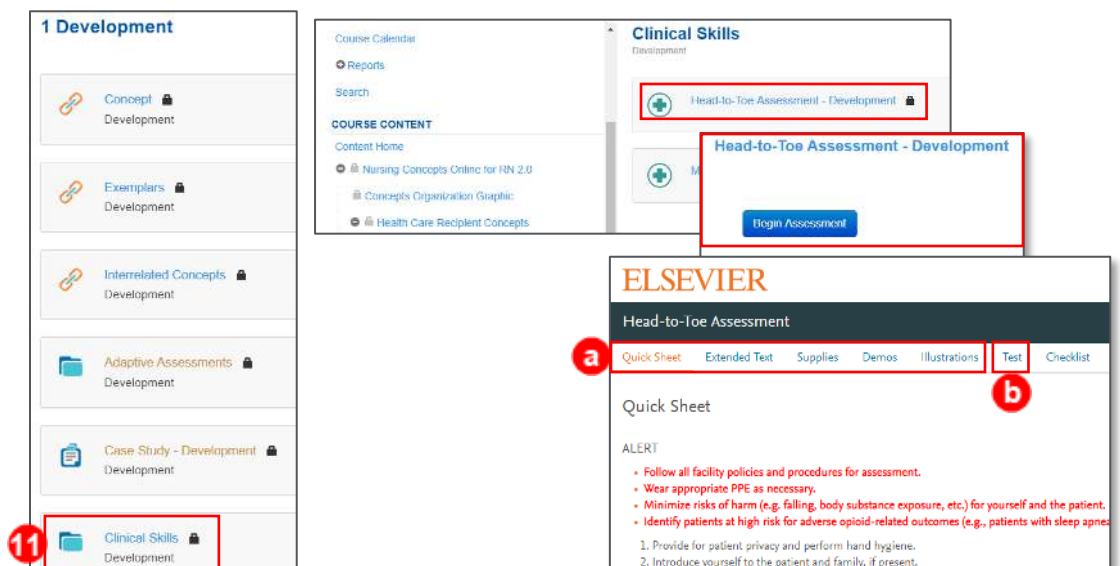 1 Development
Concept
Development
Exemplars
Development
Interrelated Concepts
Development
Adaptive Assessments
Development
Case Study - Development
Development
11
Clinical Skills
Development
Course Calendar
Reports
Search
COURSE CONTENT
Content Home
Nursing Concepts Online for RN 2.0
Concepts Organization Graphic
Health Care Recipient Concepts
Clinical Skills
Development
Head-to-Toe Assessment - Development
M
Head-to-Toe Assessment - Development
Begin Assessment
ELSEVIER
Head-to-Toe Assessment
a
Quick Sheet Extended Text Supplies Demos Illustrations Test Checklist
b
Quick Sheet
ALERT
• Follow all facility policies and procedures for assessment.
• Wear appropriate PPE as necessary.
• Minimize risks of harm (e.g. falling, body substance exposure, etc.) for yourself and the patient.
• Identify patients at high risk for adverse opioid-related outcomes (e.g., patients with sleep apnea
1. Provide for patient privacy and perform hand hygiene.
2. Introduce yourself to the patient and family, if present.